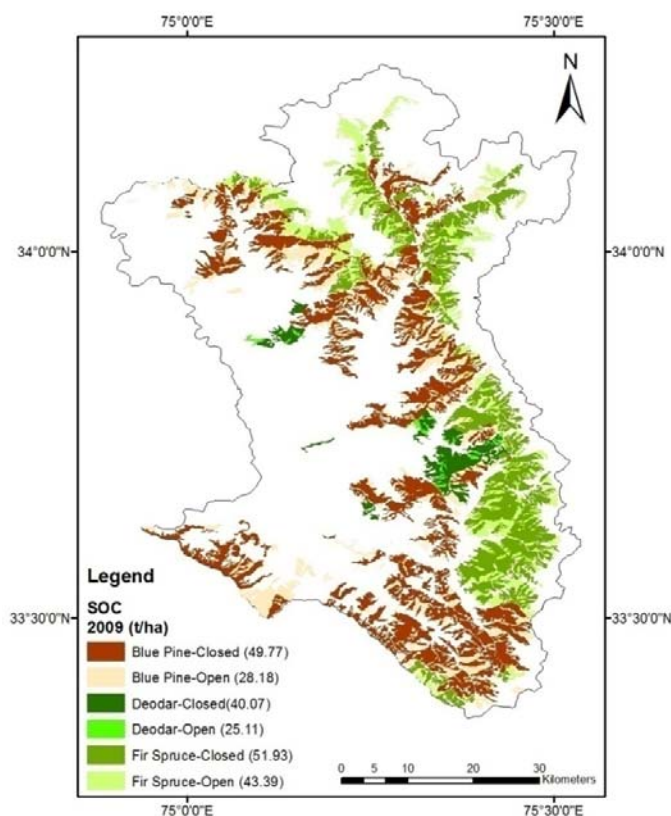 75°0'0"E 75°30'0"E
N
34°0'0"N 34°0'0"N
33°30'0"N 33°30'0"N
Legend
SOC
2009 (t/ha)
Blue Pine-Closed (49.77)
Blue Pine-Open (28.18)
Deodar-Closed(40.07)
Deodar-Open (25.11)
Fir Spruce-Closed (51.93)
Fir Spruce-Open (43.39)
0 5 10 20 30
Kilometers
75°0'0"E 75°30'0"E